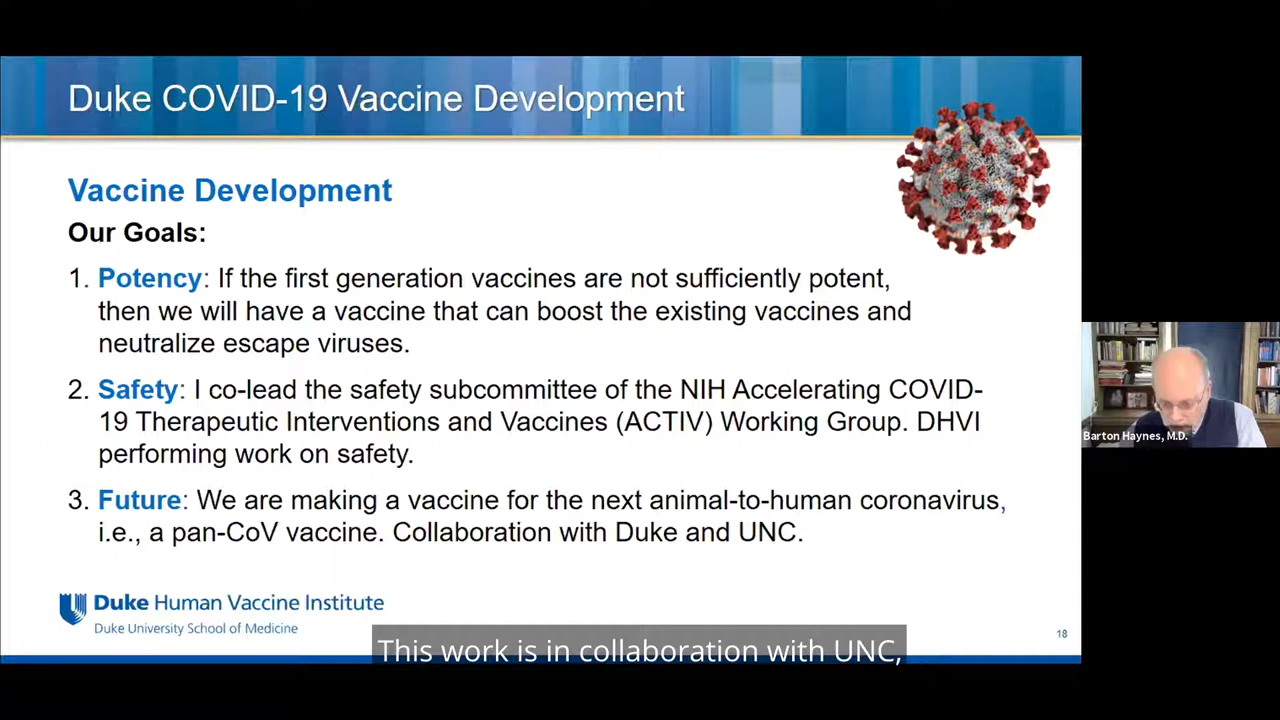 Duke COVID-19 Vaccine Development
Vaccine Development
Our Goals:
1. Potency: If the first generation vaccines are not sufficiently potent,
then we will have a vaccine that can boost the existing vaccines and
neutralize escape viruses.
2. Safety: I co-lead the safety subcommittee of the NIH Accelerating COVID-
19 Therapeutic Interventions and Vaccines (ACTIV) Working Group. DHVI
performing work on safety.
3. Future: We are making a vaccine for the next animal-to-human coronavirus,
i.e., a pan-CoV vaccine. Collaboration with Duke and UNC.
Barton Haynes, M.D.
Duke Human Vaccine Institute
Duke University School of Medicine
18
This work is in collaboration with UNC,